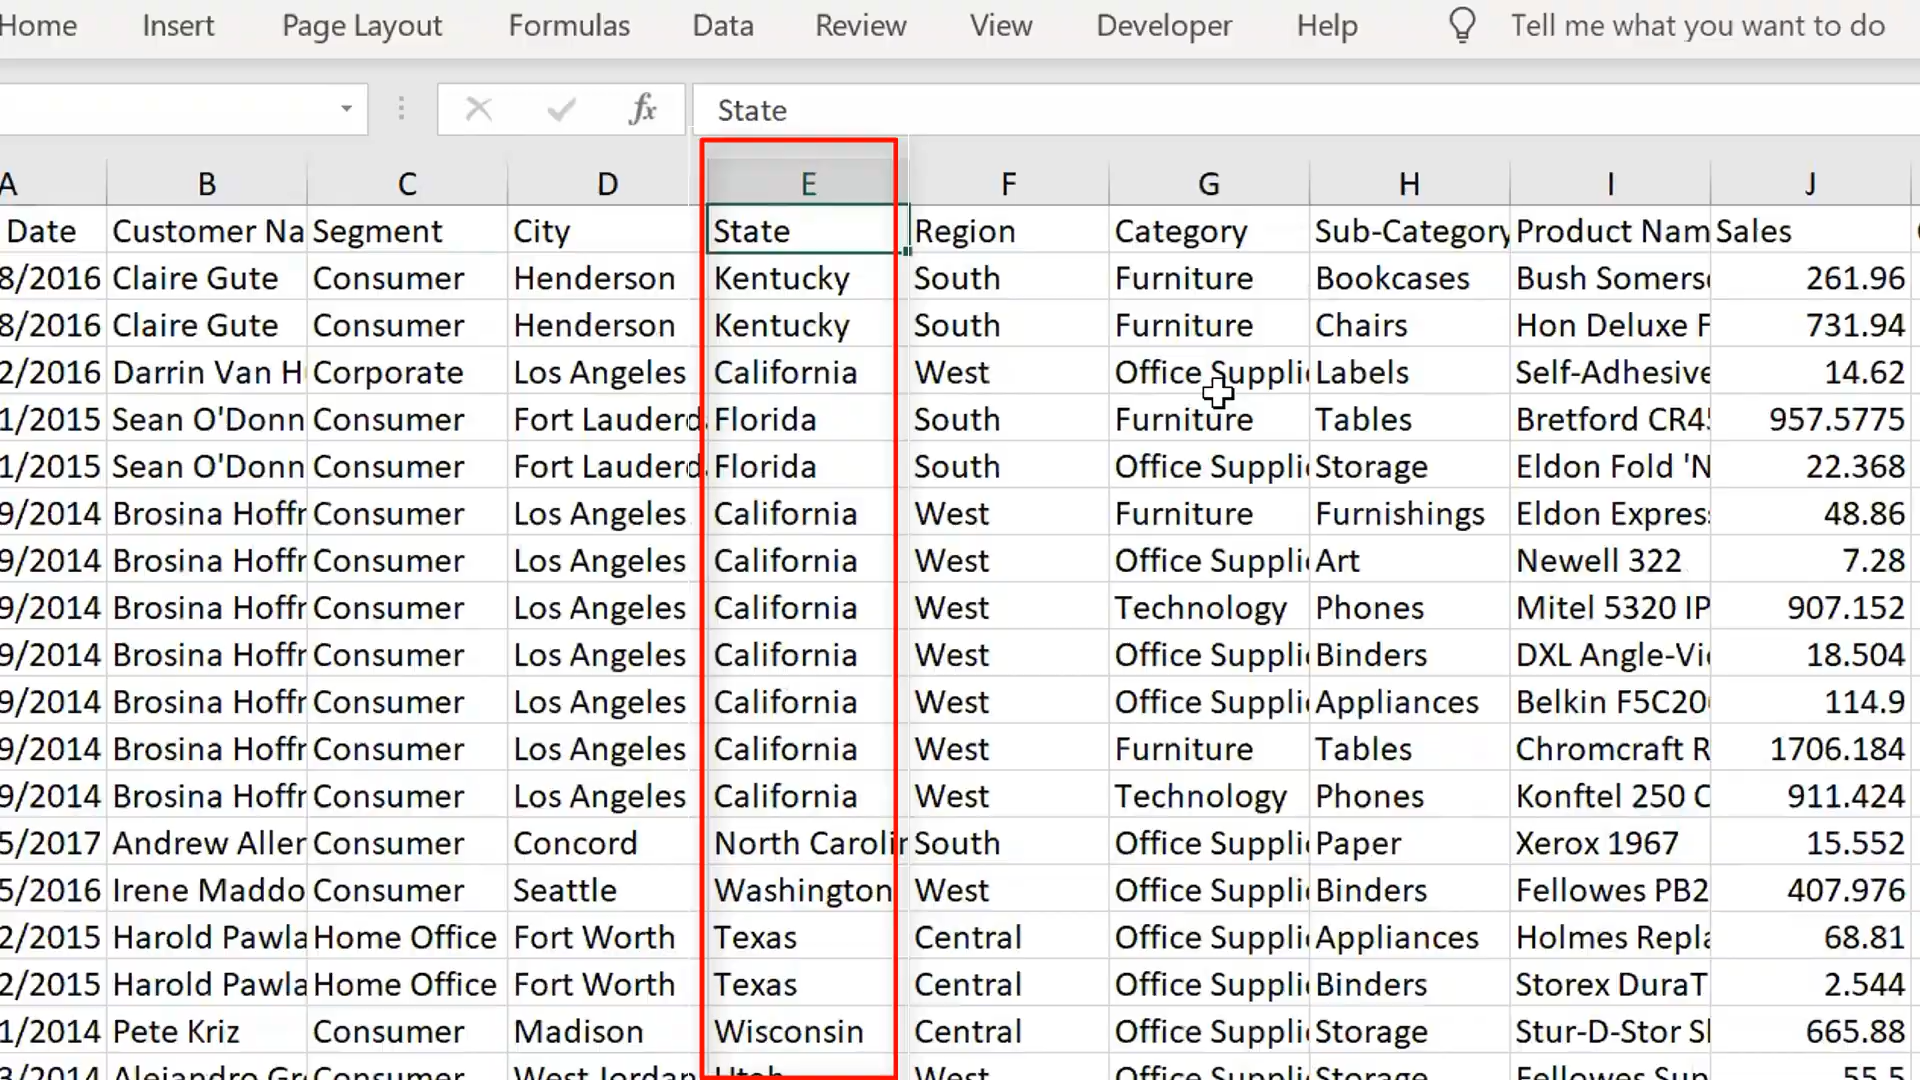 Home Insert Page Layout Formulas Data Review View Developer Help Tell me what you want to do
fx State
A B C D E F G H I J
Date Customer Na Segment City State Region Category Sub-Category Product Nam Sales
8/2016 Claire Gute Consumer Henderson Kentucky South Furniture Bookcases Bush Somers 261.96
8/2016 Claire Gute Consumer Henderson Kentucky South Furniture Chairs Hon Deluxe F 731.94
2/2016 Darrin Van H Corporate Los Angeles California West Office Suppli Labels Self-Adhesive 14.62
1/2015 Sean O'Donn Consumer Fort Lauderd Florida South Furniture Tables Bretford CR4 957.5775
1/2015 Sean O'Donn Consumer Fort Lauderd Florida South Office Suppli Storage Eldon Fold 'N 22.368
9/2014 Brosina Hoffr Consumer Los Angeles California West Furniture Furnishings Eldon Expres 48.86
9/2014 Brosina Hoffr Consumer Los Angeles California West Office Suppli Art Newell 322 7.28
9/2014 Brosina Hoffr Consumer Los Angeles California West Technology Phones Mitel 5320 IP 907.152
9/2014 Brosina Hoffr Consumer Los Angeles California West Office Suppli Binders DXL Angle-Vi 18.504
9/2014 Brosina Hoffr Consumer Los Angeles California West Office Suppli Appliances Belkin F5C20 114.9
9/2014 Brosina Hoffr Consumer Los Angeles California West Furniture Tables Chromcraft R 1706.184
9/2014 Brosina Hoffr Consumer Los Angeles California West Technology Phones Konftel 250 C 911.424
5/2017 Andrew Aller Consumer Concord North Carolin South Office Suppli Paper Xerox 1967 15.552
5/2016 Irene Maddo Consumer Seattle Washington West Office Suppli Binders Fellowes PB2 407.976
2/2015 Harold Pawla Home Office Fort Worth Texas Central Office Suppli Appliances Holmes Repla 68.81
2/2015 Harold Pawla Home Office Fort Worth Texas Central Office Suppli Binders Storex DuraT 2.544
1/2014 Pete Kriz Consumer Madison Wisconsin Central Office Suppli Storage Stur-D-Stor Sl 665.88
3/2014 Alejandro Gr Consumer West Jordan Utah West Office Suppli Storage Fellowes Sup 55.5